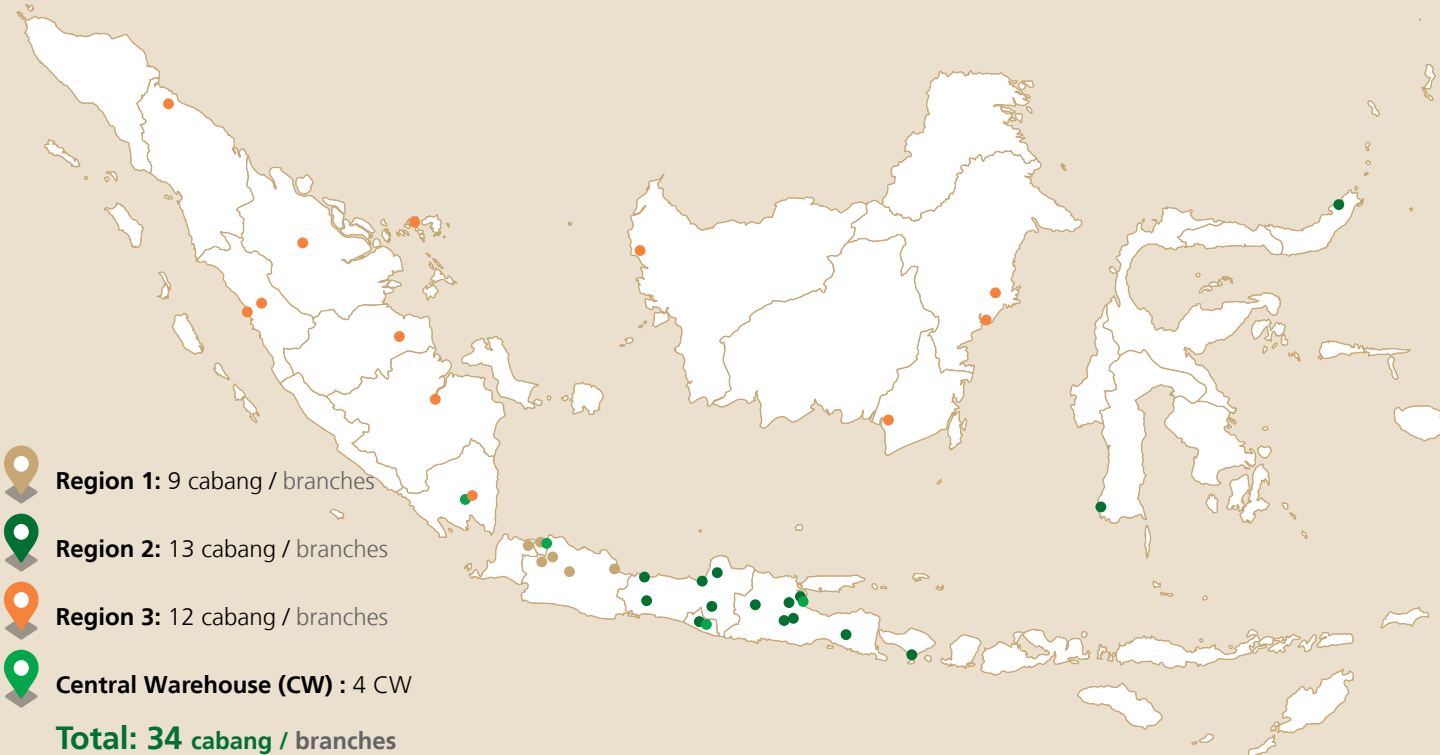 Region 1: 9 cabang / branches
Region 2: 13 cabang / branches
Region 3: 12 cabang / branches
Central Warehouse (CW) : 4 CW
Total: 34 cabang / branches